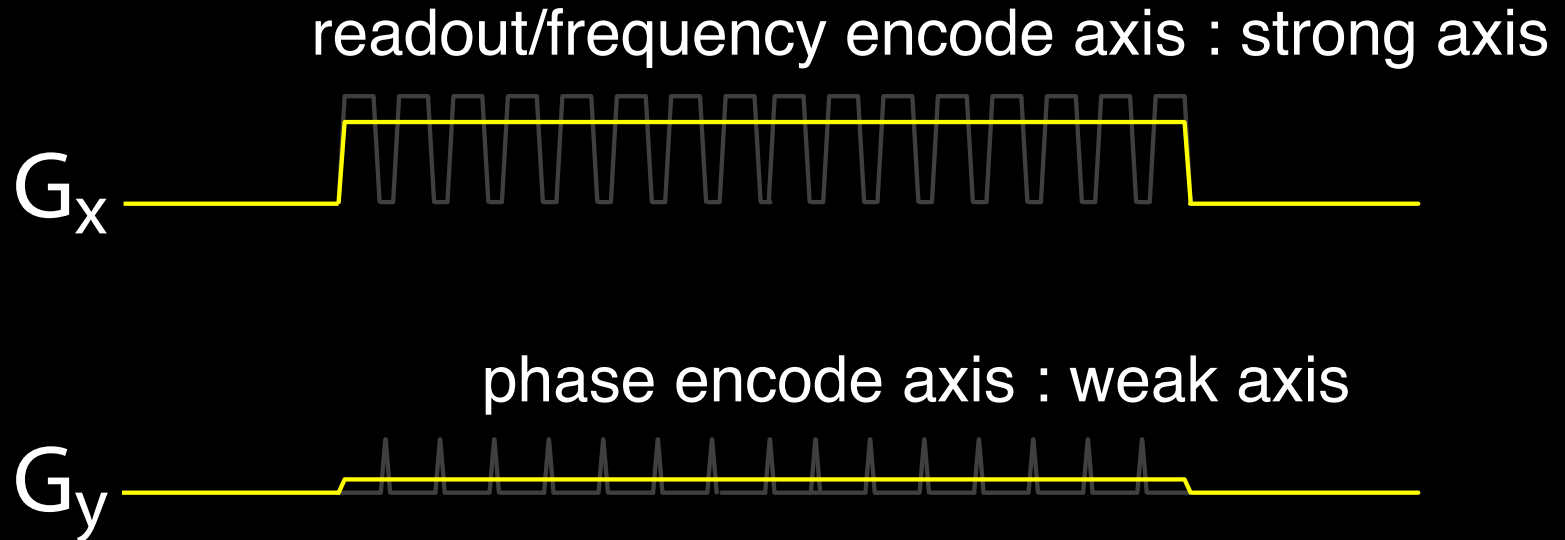 readout/frequency encode axis : strong axis
Gx
phase encode axis : weak axis
Gy